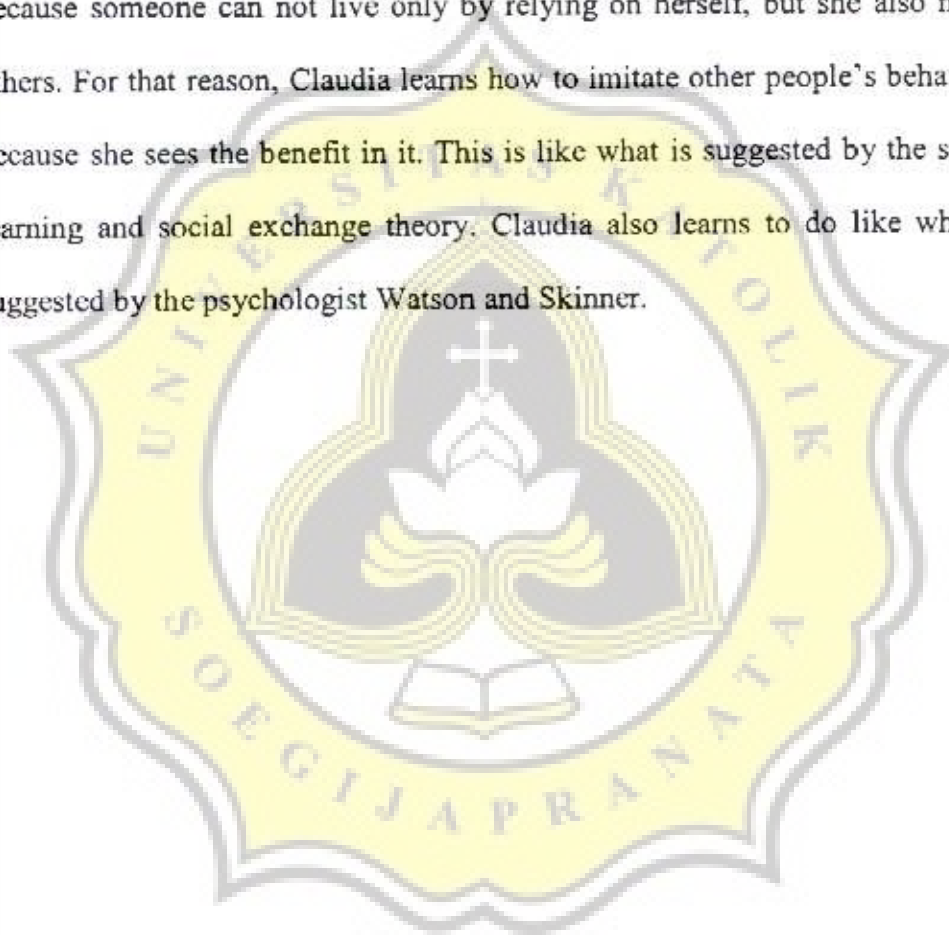 ecause someone can not live only by relying on herself, but she also n
hers. For that reason, Claudia learns how to imitate other people's beha
ecause she sees the benefit in it. This is like what is suggested by the s
arning and social exchange theory. Claudia also learns to do like wh
uggested by the psychologist Watson and Skinner.
UNIVERSITAS KATOLIK
SOEGIJAPRANATA